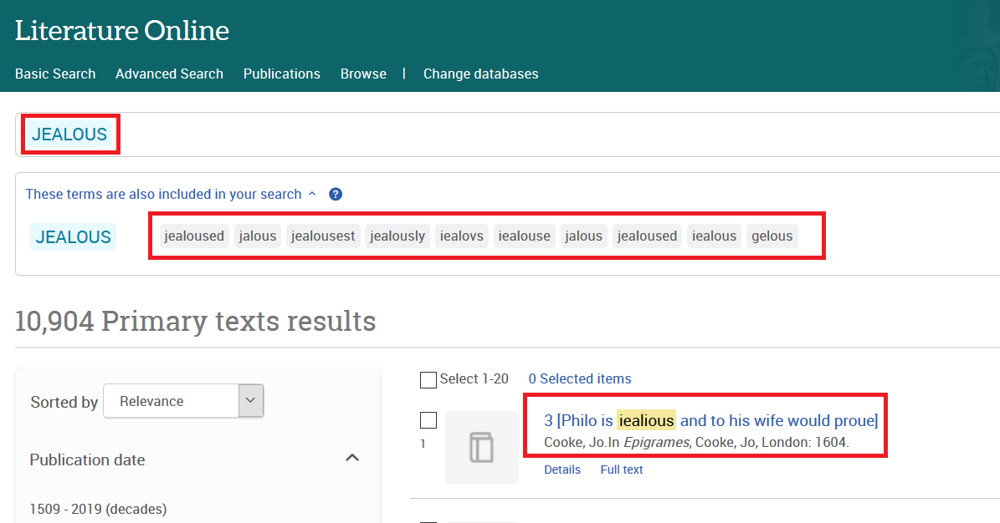 Literature Online
Basic Search Advanced Search Publications Browse | Change databases
JEALOUS
These terms are also included in your search ?
JEALOUS jealoused jalous jealousest jealously iealovs iealouse jalous jealoused iealous gelous
10,904 Primary texts results
Sorted by Relevance
Select 1-20 0 Selected items
3 [Philo is iealious and to his wife would proue]
1
Cooke, Jo.In Epigrames, Cooke, Jo, London: 1604.
Details Full text
Publication date
1509 - 2019 (decades)